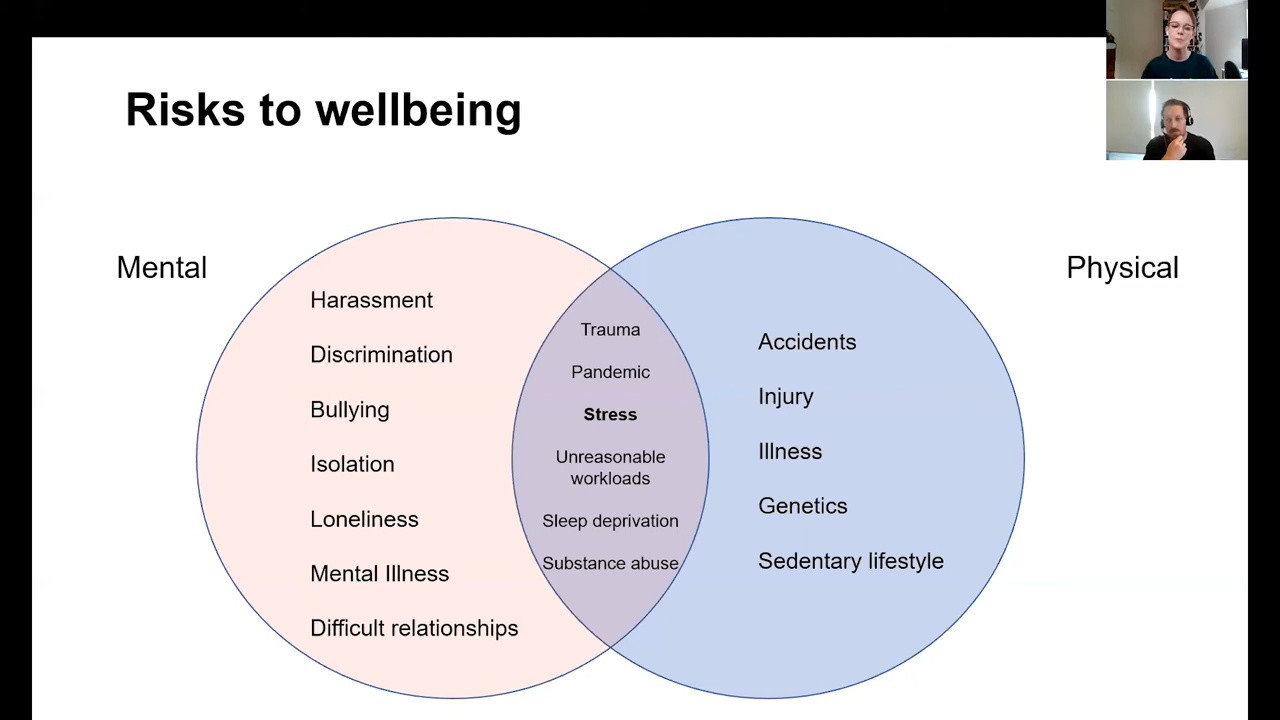 Risks to wellbeing
Mental
Physical
Harassment
Discrimination
Bullying
Isolation
Loneliness
Mental Illness
Difficult relationships
Trauma
Pandemic
Stress
Unreasonable
workloads
Sleep deprivation
Substance abuse
Accidents
Injury
Illness
Genetics
Sedentary lifestyle